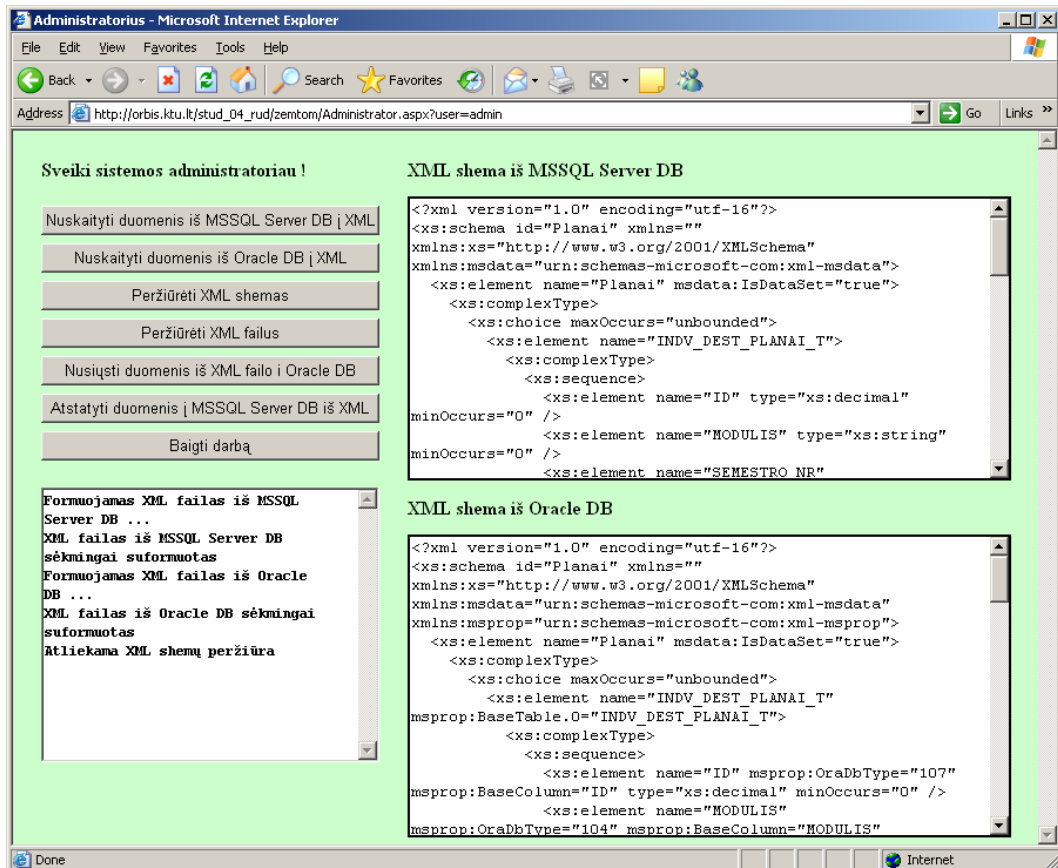 Administratorius - Microsoft Internet Explorer
File Edit View Favorites Tools Help
Back Search Favorites
Address http://orbis.ktu.lt/stud_04_rud/zemtom/Administrator.aspx?user=admin Go Links »
Sveiki sistemos administratoriau !
Nuskaityti duomenis iš MSSQL Server DB į XML
Nuskaityti duomenis iš Oracle DB į XML
Peržiūrėti XML shemas
Peržiūrėti XML failus
Nusiųsti duomenis iš XML failo i Oracle DB
Atstatyti duomenis į MSSQL Server DB iš XML
Baigti darbą
Formuojamas XML failas iš MSSQL
Server DB ...
XML failas iš MSSQL Server DB
sėkmingai suformuotas
Formuojamas XML failas iš Oracle
DB ...
XML failas iš Oracle DB sėkmingai
suformuotas
Atliekama XML shemų peržiūra
XML shema iš MSSQL Server DB
<?xml version="1.0" encoding="utf-16"?>
<xs:schema id="Planai" xmlns=""
xmlns:xs="http://www.w3.org/2001/XMLSchema"
xmlns:msdata="urn:schemas-microsoft-com:xml-msdata">
<xs:element name="Planai" msdata:IsDataSet="true">
<xs:complexType>
<xs:choice maxOccurs="unbounded">
<xs:element name="INDV_DEST_PLANAI_T">
<xs:complexType>
<xs:sequence>
<xs:element name="ID" type="xs:decimal"
minOccurs="0" />
<xs:element name="MODULIS" type="xs:string"
minOccurs="0" />
<xs:element name="SEMESTRO_NR"
XML shema iš Oracle DB
<?xml version="1.0" encoding="utf-16"?>
<xs:schema id="Planai" xmlns=""
xmlns:xs="http://www.w3.org/2001/XMLSchema"
xmlns:msdata="urn:schemas-microsoft-com:xml-msdata"
xmlns:msprop="urn:schemas-microsoft-com:xml-msprop">
<xs:element name="Planai" msdata:IsDataSet="true">
<xs:complexType>
<xs:choice maxOccurs="unbounded">
<xs:element name="INDV_DEST_PLANAI_T"
msprop:BaseTable.0="INDV_DEST_PLANAI_T">
<xs:complexType>
<xs:sequence>
<xs:element name="ID" msprop:OraDbType="107"
msprop:BaseColumn="ID" type="xs:decimal" minOccurs="0" />
<xs:element name="MODULIS"
msprop:OraDbType="104" msprop:BaseColumn="MODULIS"
Done Internet